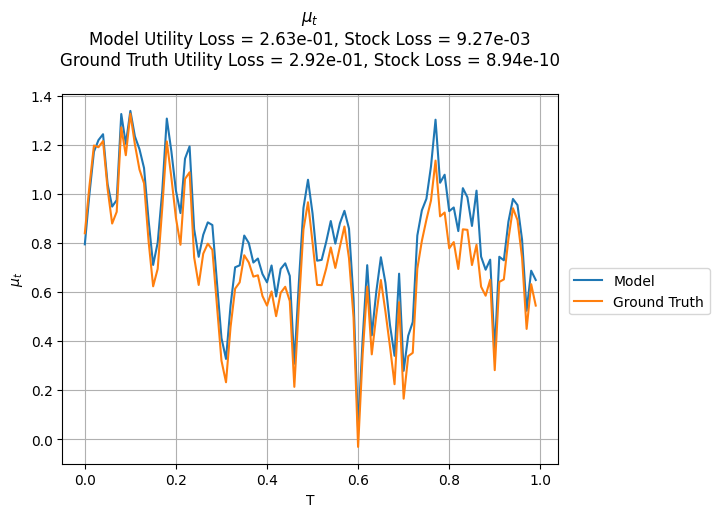 μt
Model Utility Loss = 2.63e-01, Stock Loss = 9.27e-03
Ground Truth Utility Loss = 2.92e-01, Stock Loss = 8.94e-10
1.4
1.2
1.0
0.8
0.6
0.4
0.2
0.0
μt
0.0 0.2 0.4 0.6 0.8 1.0
T
Model
Ground Truth